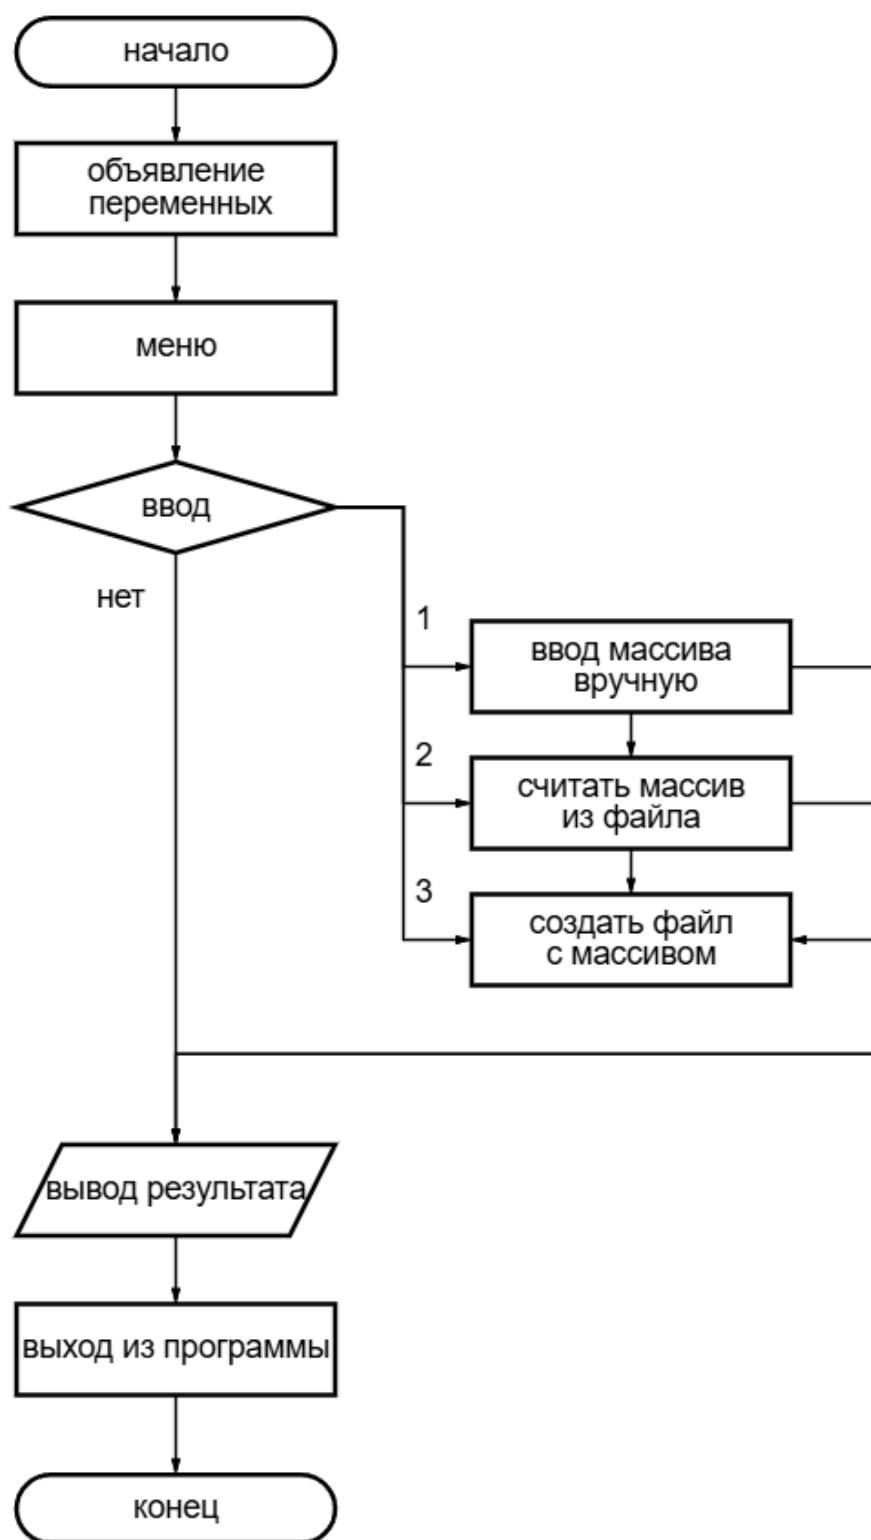 начало
объявление
переменных
меню
ввод
нет
1
ввод массива
вручную
2
считать массив
из файла
3
создать файл
с массивом
вывод результата
выход из программы
конец